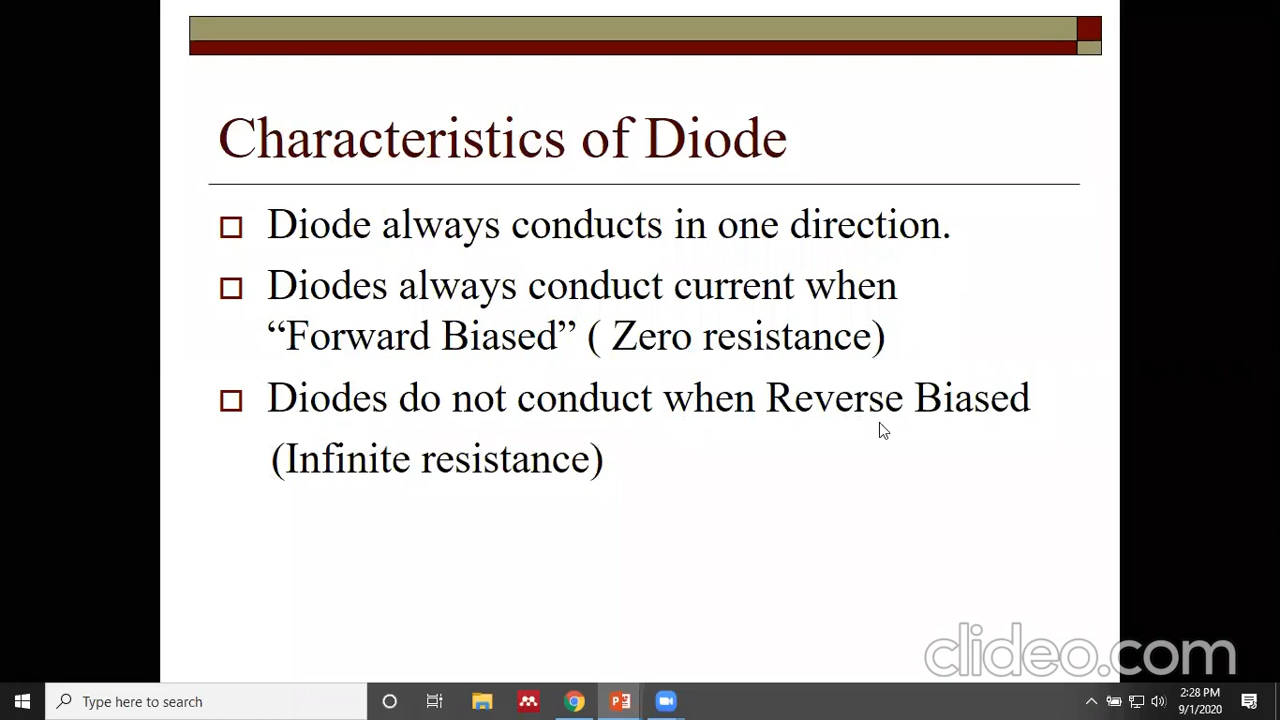 Characteristics of Diode
Diode always conducts in one direction.
Diodes always conduct current when
“Forward Biased” ( Zero resistance)
Diodes do not conduct when Reverse Biased
(Infinite resistance)
clideo.com
Type here to search
2:28 PM
9/1/2020